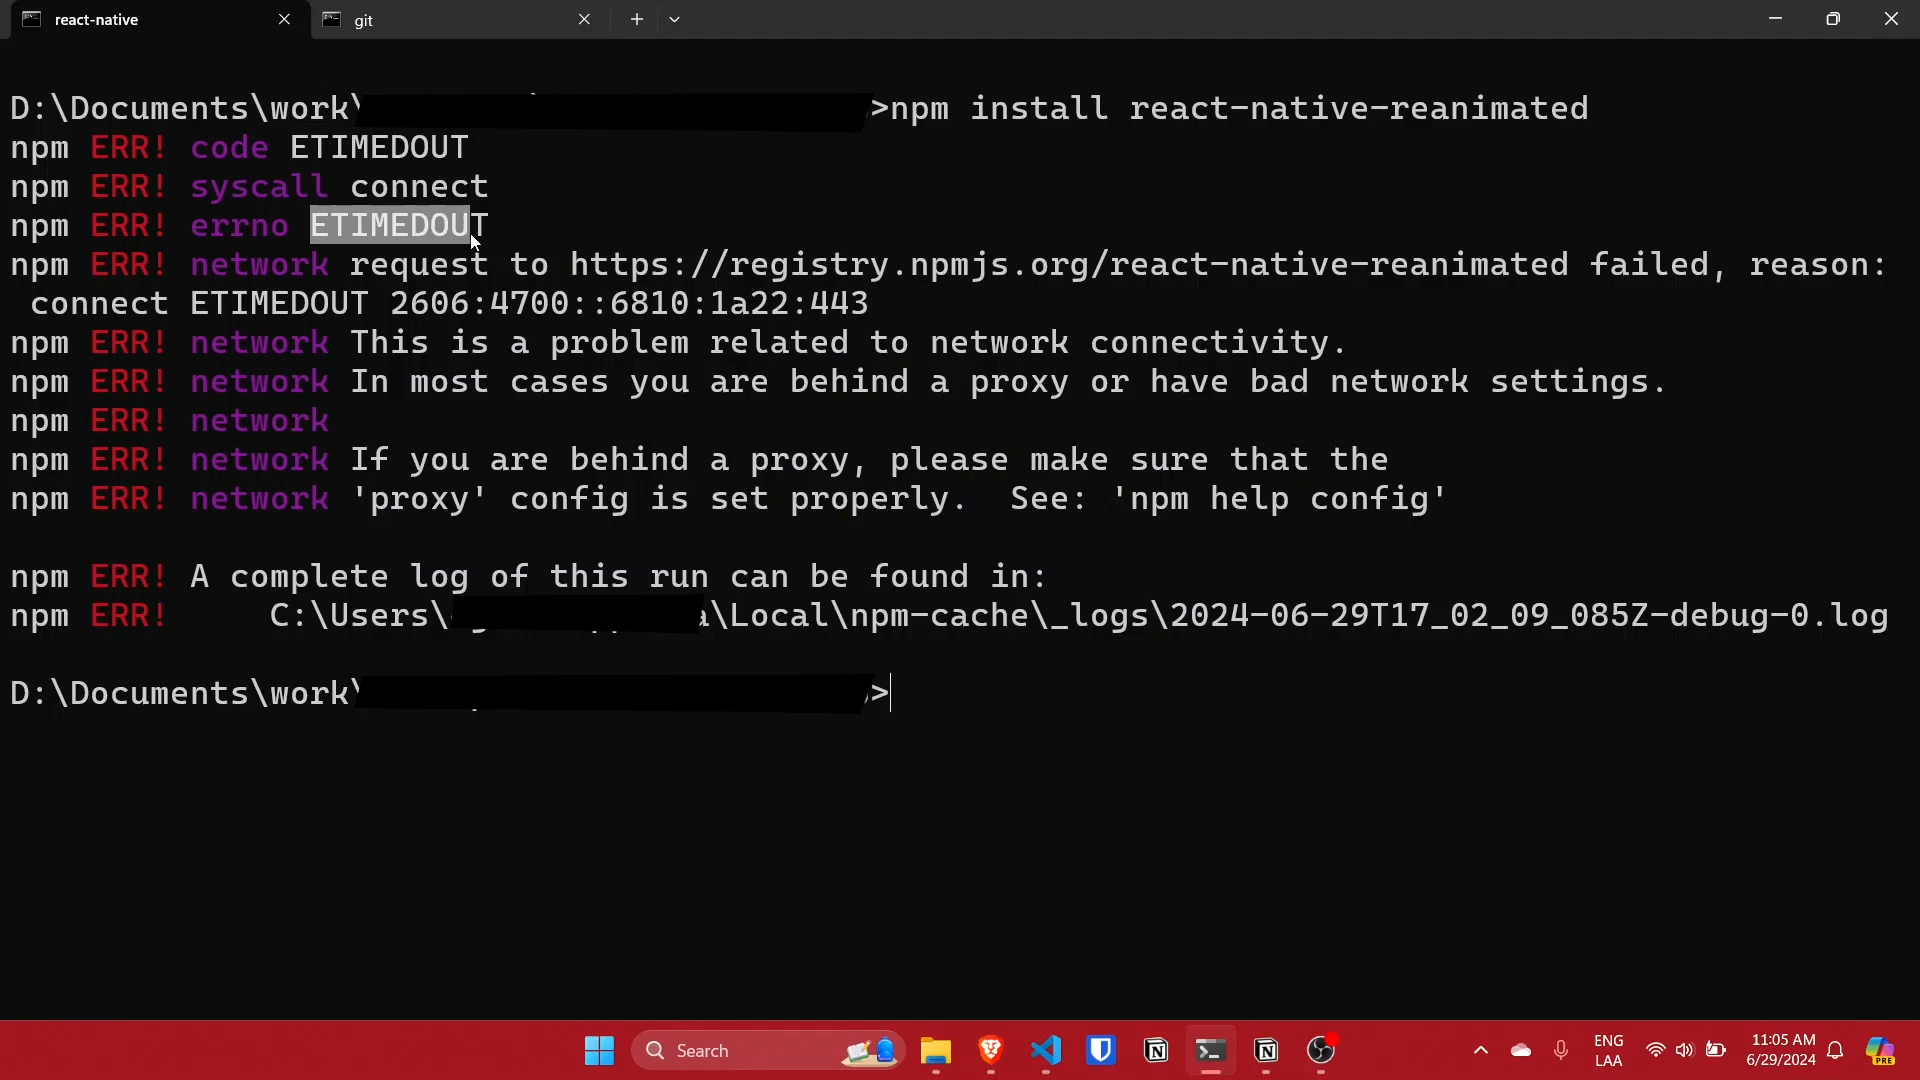 react-native
git
D:\Documents\work\ >npm install react-native-reanimated
npm ERR! code ETIMEDOUT
npm ERR! syscall connect
npm ERR! errno ETIMEDOUT
npm ERR! network request to https://registry.npmjs.org/react-native-reanimated failed, reason:
connect ETIMEDOUT 2606:4700::6810:1a22:443
npm ERR! network This is a problem related to network connectivity.
npm ERR! network In most cases you are behind a proxy or have bad network settings.
npm ERR! network
npm ERR! network If you are behind a proxy, please make sure that the
npm ERR! network 'proxy' config is set properly.  See: 'npm help config'
npm ERR! A complete log of this run can be found in:
npm ERR!     C:\Users\ a\Local\npm-cache\_logs\2024-06-29T17_02_09_085Z-debug-0.log
D:\Documents\work\ >
Search
ENG
LAA
11:05 AM
6/29/2024
PRE